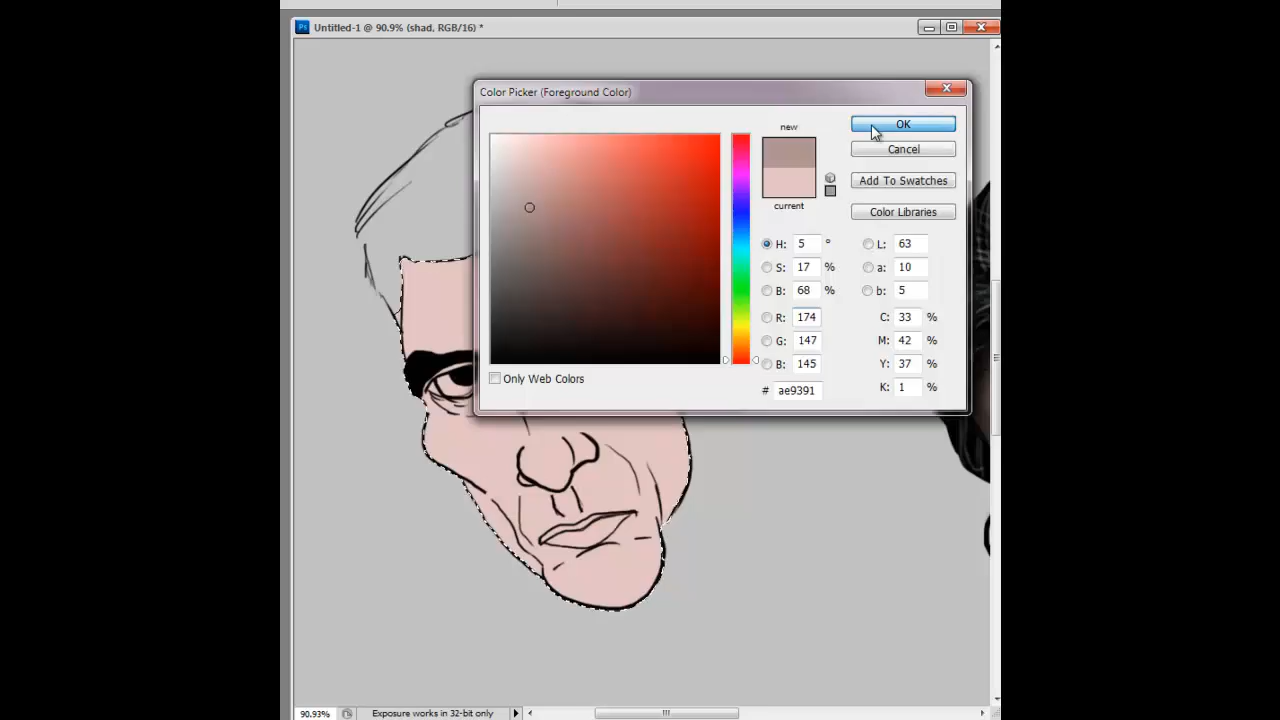 Ps Untitled-1 @ 90.9% (shad, RGB/16) *
Color Picker (Foreground Color)
new
current
OK
Cancel
Add To Swatches
Color Libraries
H: 5 °
S: 17 %
B: 68 %
R: 174
G: 147
B: 145
# ae9391
L: 63
a: 10
b: 5
C: 33 %
M: 42 %
Y: 37 %
K: 1 %
Only Web Colors
90.93% Exposure works in 32-bit only